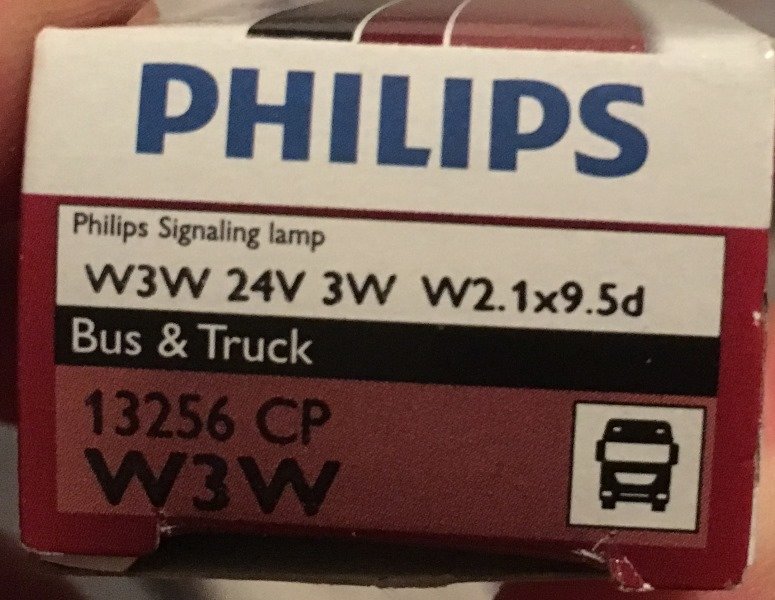 PHILIPS
Philips Signaling lamp
W3W 24V 3W W2.1x9.5d
Bus & Truck
13256 CP
W3W